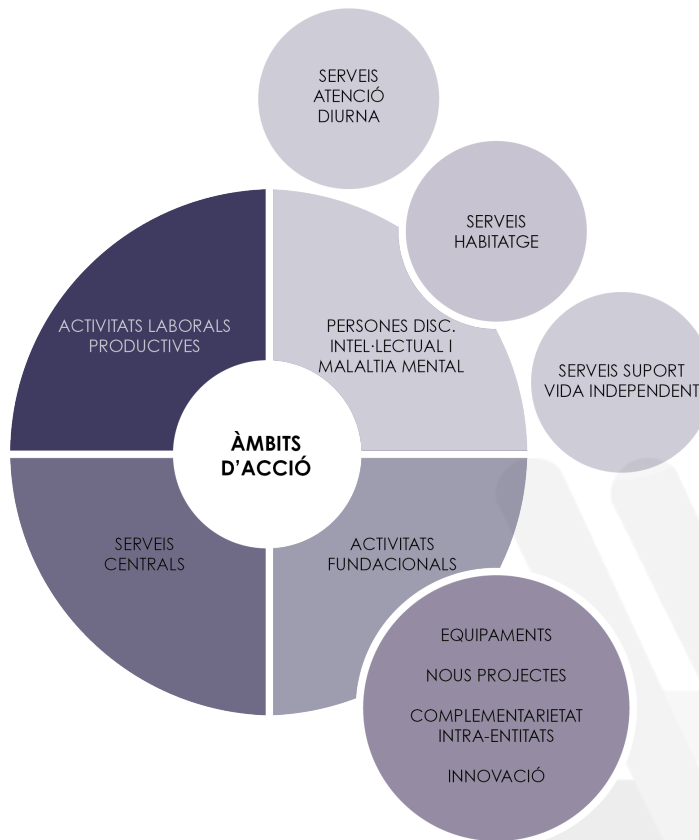 SERVEIS
ATENCIÓ
DIURNA
SERVEIS
HABITATGE
ACTIVITATS LABORALS
PRODUCTIVES
PERSONES DISC.
INTEL·LECTUAL I
MALALTIA MENTAL
SERVEIS SUPORT
VIDA INDEPENDENT
ÀMBITS
D'ACCIÓ
SERVEIS
CENTRALS
ACTIVITATS
FUNDACIONALS
EQUIPAMENTS
NOUS PROJECTES
COMPLEMENTARIETAT
INTRA-ENTITATS
INNOVACIÓ